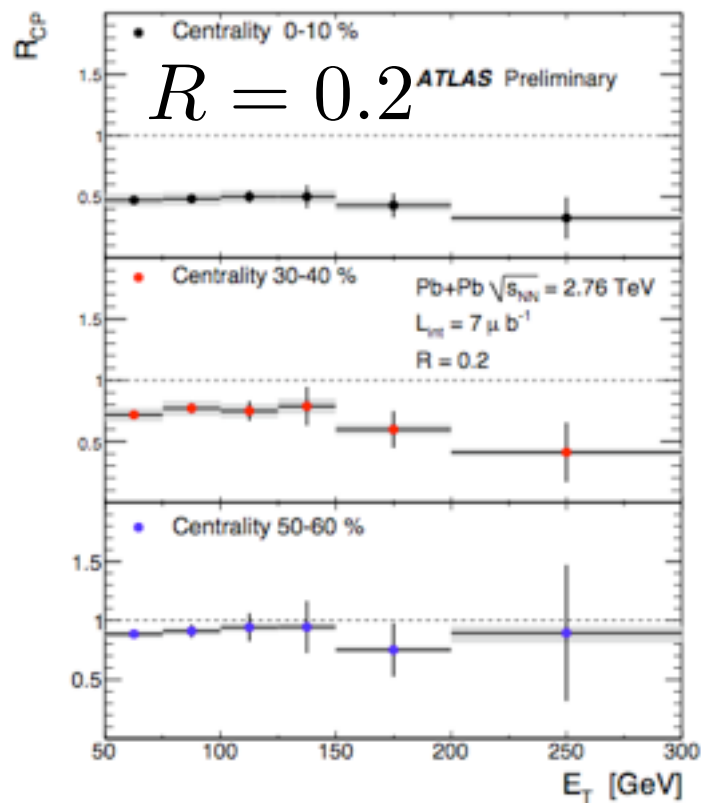 R_CP
Centrality 0-10 %
R = 0.2
ATLAS Preliminary
1.5
1
0.5
Centrality 30-40 %
Pb+Pb √s_NN = 2.76 TeV
L_int = 7 μ b⁻¹
R = 0.2
1.5
1
0.5
Centrality 50-60 %
1.5
1
0.5
50 100 150 200 250 300
E_T [GeV]